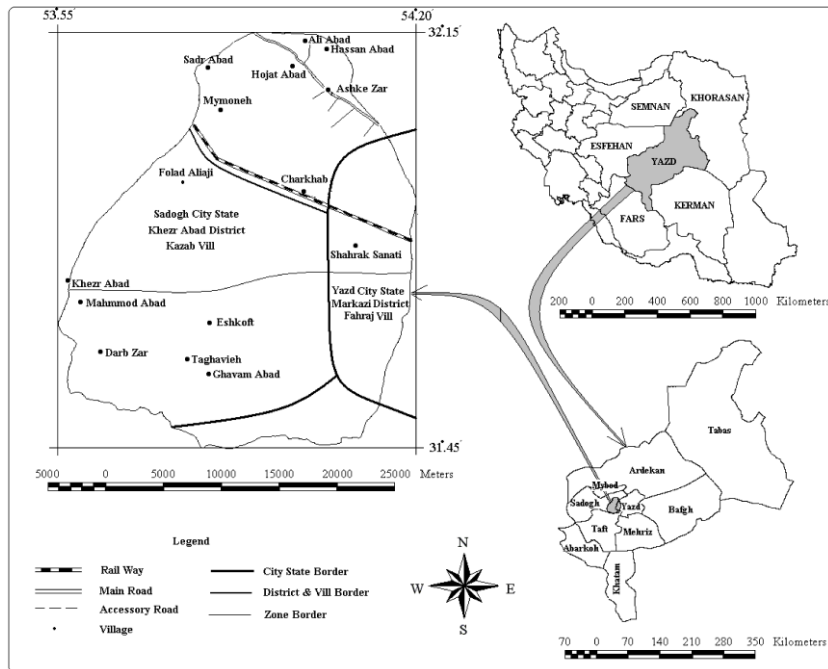 53.55
54.20
32.15
Ali Abad
Hassan Abad
Sadr Abad
Hojat Abad
Ashke Zar
Mymoneh
Folad Aliaji
Charkhab
Sadogh City State
Khezr Abad District
Kazab Vill
Shahrak Sanati
Khezr Abad
Mahmmod Abad
Yazd City State
Markazi District
Fahraj Vill
Eshkoft
Darb Zar
Taghavieh
Ghavam Abad
31.45
5000 0 5000 10000 15000 20000 25000 Meters
SEMNAN
KHORASAN
ESFEHAN
YAZD
FARS
KERMAN
200 0 200 400 600 800 1000 Kilometers
Tabas
Ardekan
Mybod
Sadogh
Yazd
Bafgh
Taft
Mehriz
Abarkoh
Khatam
70 0 70 140 210 280 350 Kilometers
Legend
Rail Way
Main Road
Accessory Road
Village
City State Border
District & Vill Border
Zone Border
N
W E
S